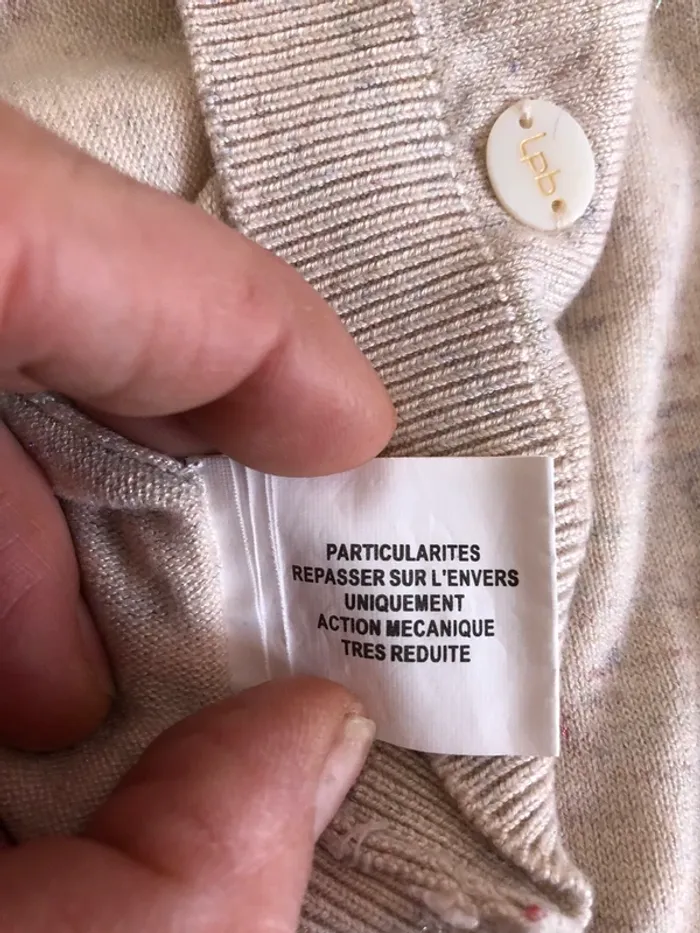 Lpb
PARTICULARITES
REPASSER SUR L'ENVERS
UNIQUEMENT
ACTION MECANIQUE
TRES REDUITE